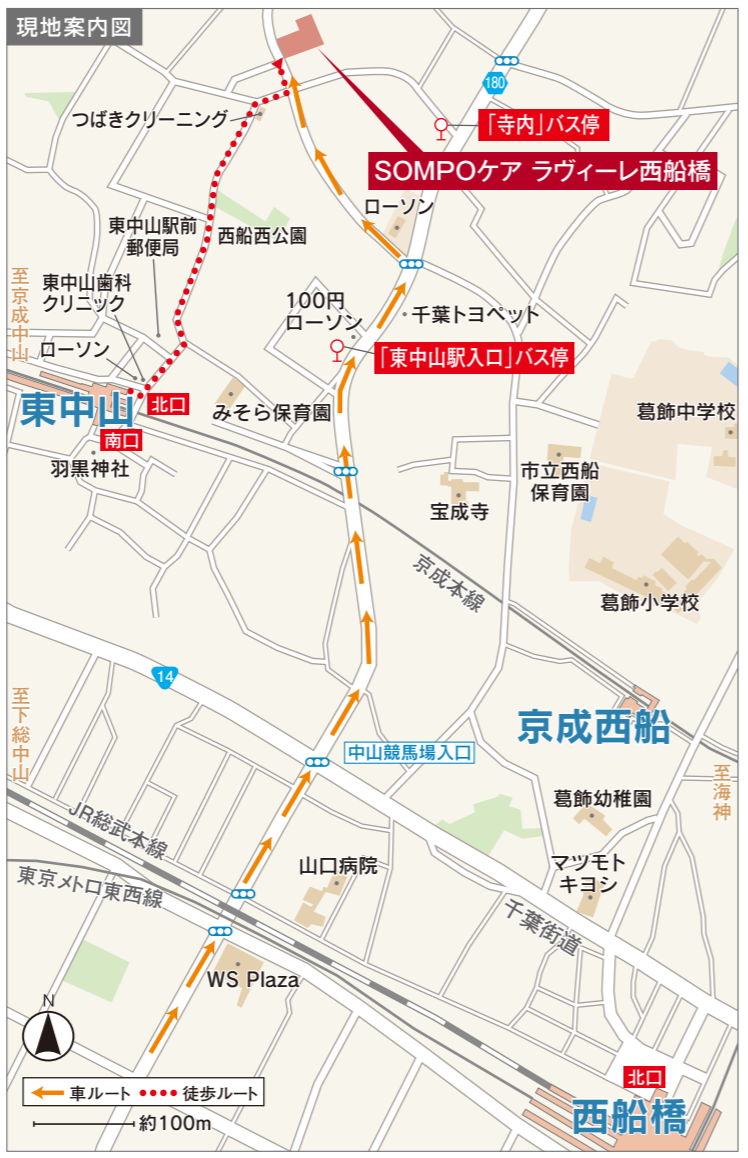 現地案内図
180
つばきクリーニング
「寺内」バス停
SOMPOケア ラヴィーレ西船橋
ローソン
東中山駅前
郵便局
西船西公園
至京成中山
東中山歯科
クリニック
100円
ローソン
千葉トヨペット
ローソン
「東中山駅入口」バス停
東中山
北口
みそら保育園
葛飾中学校
南口
羽黒神社
市立西船
保育園
宝成寺
京成本線
葛飾小学校
14
至下総中山
京成西船
中山競馬場入口
至海神
葛飾幼稚園
JR総武本線
山口病院
マツモト
キヨシ
東京メトロ東西線
千葉街道
WS Plaza
N
北口
車ルート
徒歩ルート
西船橋
約100m